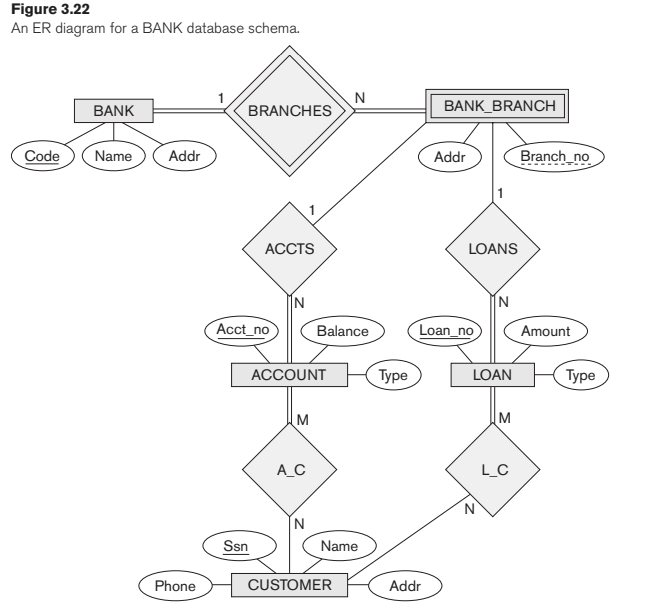 Figure 3.22
An ER diagram for a BANK database schema.
1
N
BANK
BRANCHES
BANK_BRANCH
Code
Name
Addr
Addr
Branch_no
1
1
ACCTS
LOANS
N
N
Acct_no
Balance
Loan_no
Amount
ACCOUNT
Type
LOAN
Type
M
M
A_C
L_C
N
N
Ssn
Name
Phone
CUSTOMER
Addr